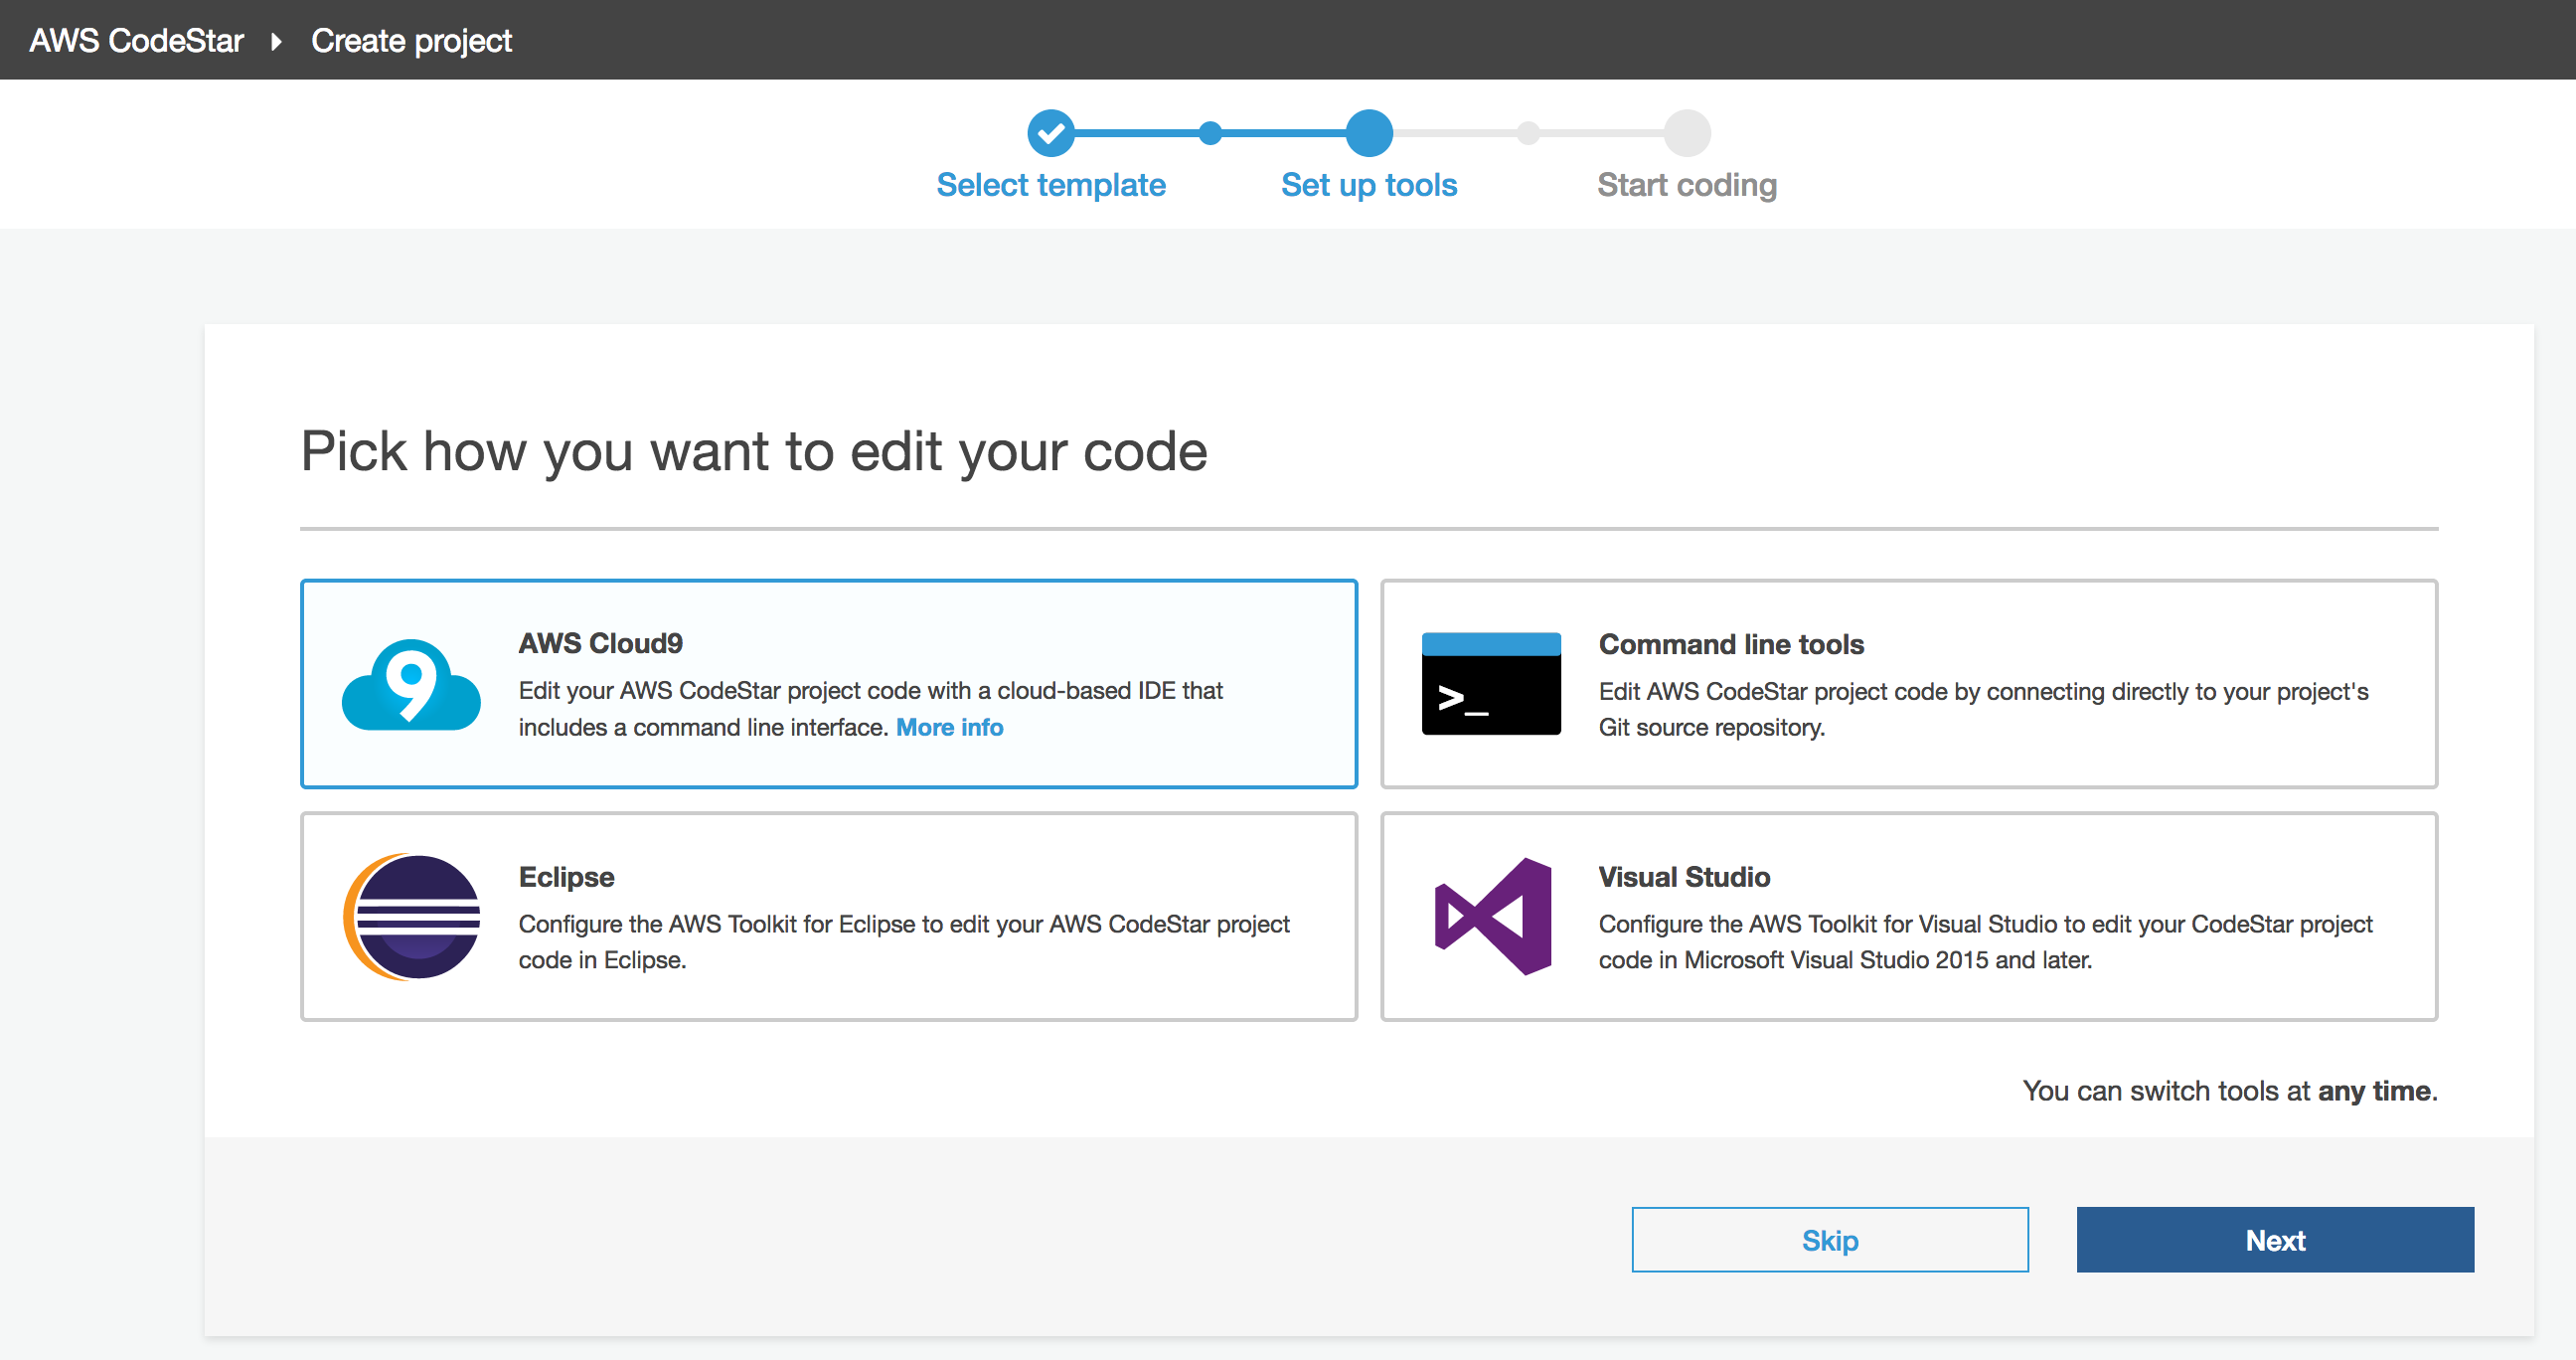 AWS CodeStar Create project
Select template
Set up tools
Start coding
Pick how you want to edit your code
9
AWS Cloud9
Edit your AWS CodeStar project code with a cloud-based IDE that
includes a command line interface. More info
>_
Command line tools
Edit AWS CodeStar project code by connecting directly to your project's
Git source repository.
Eclipse
Configure the AWS Toolkit for Eclipse to edit your AWS CodeStar project
code in Eclipse.
Visual Studio
Configure the AWS Toolkit for Visual Studio to edit your CodeStar project
code in Microsoft Visual Studio 2015 and later.
You can switch tools at any time.
Skip
Next